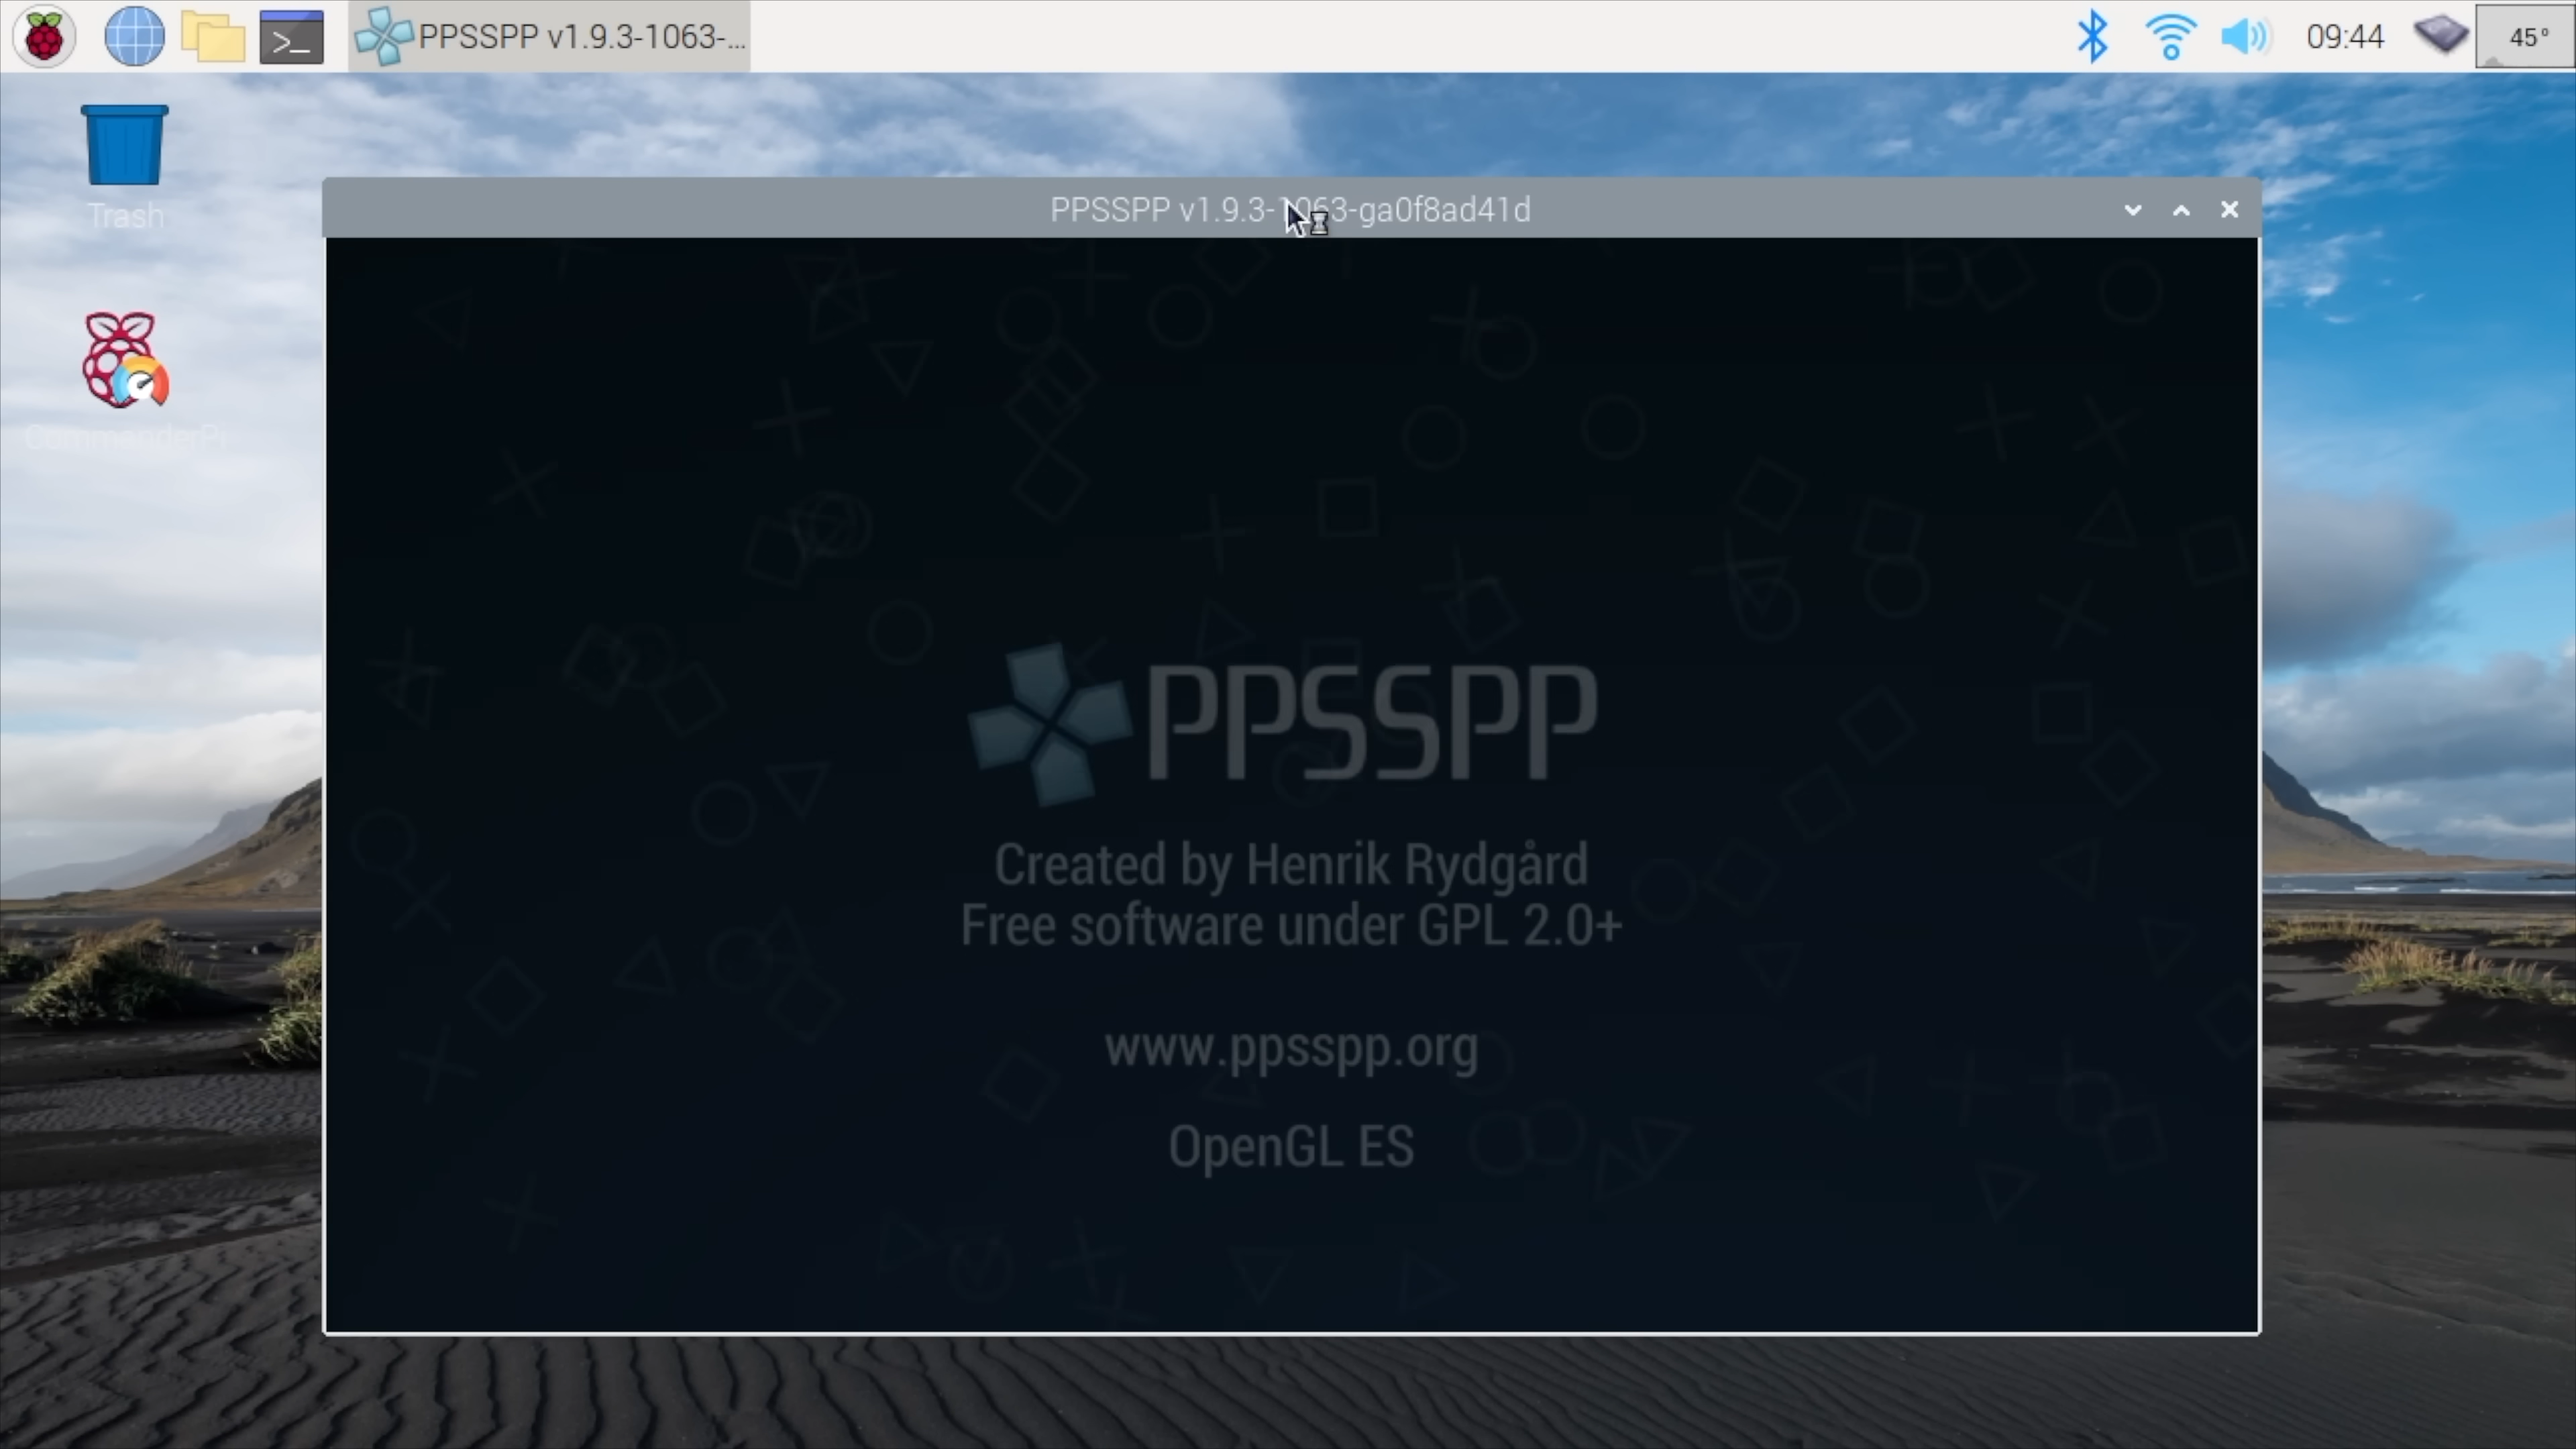 >_
PPSSPP v1.9.3-1063-...
09:44
45°
Trash
CommanderPi
PPSSPP v1.9.3-1063-ga0f8ad41d
PPSSPP
Created by Henrik Rydgård
Free software under GPL 2.0+
www.ppsspp.org
OpenGL ES